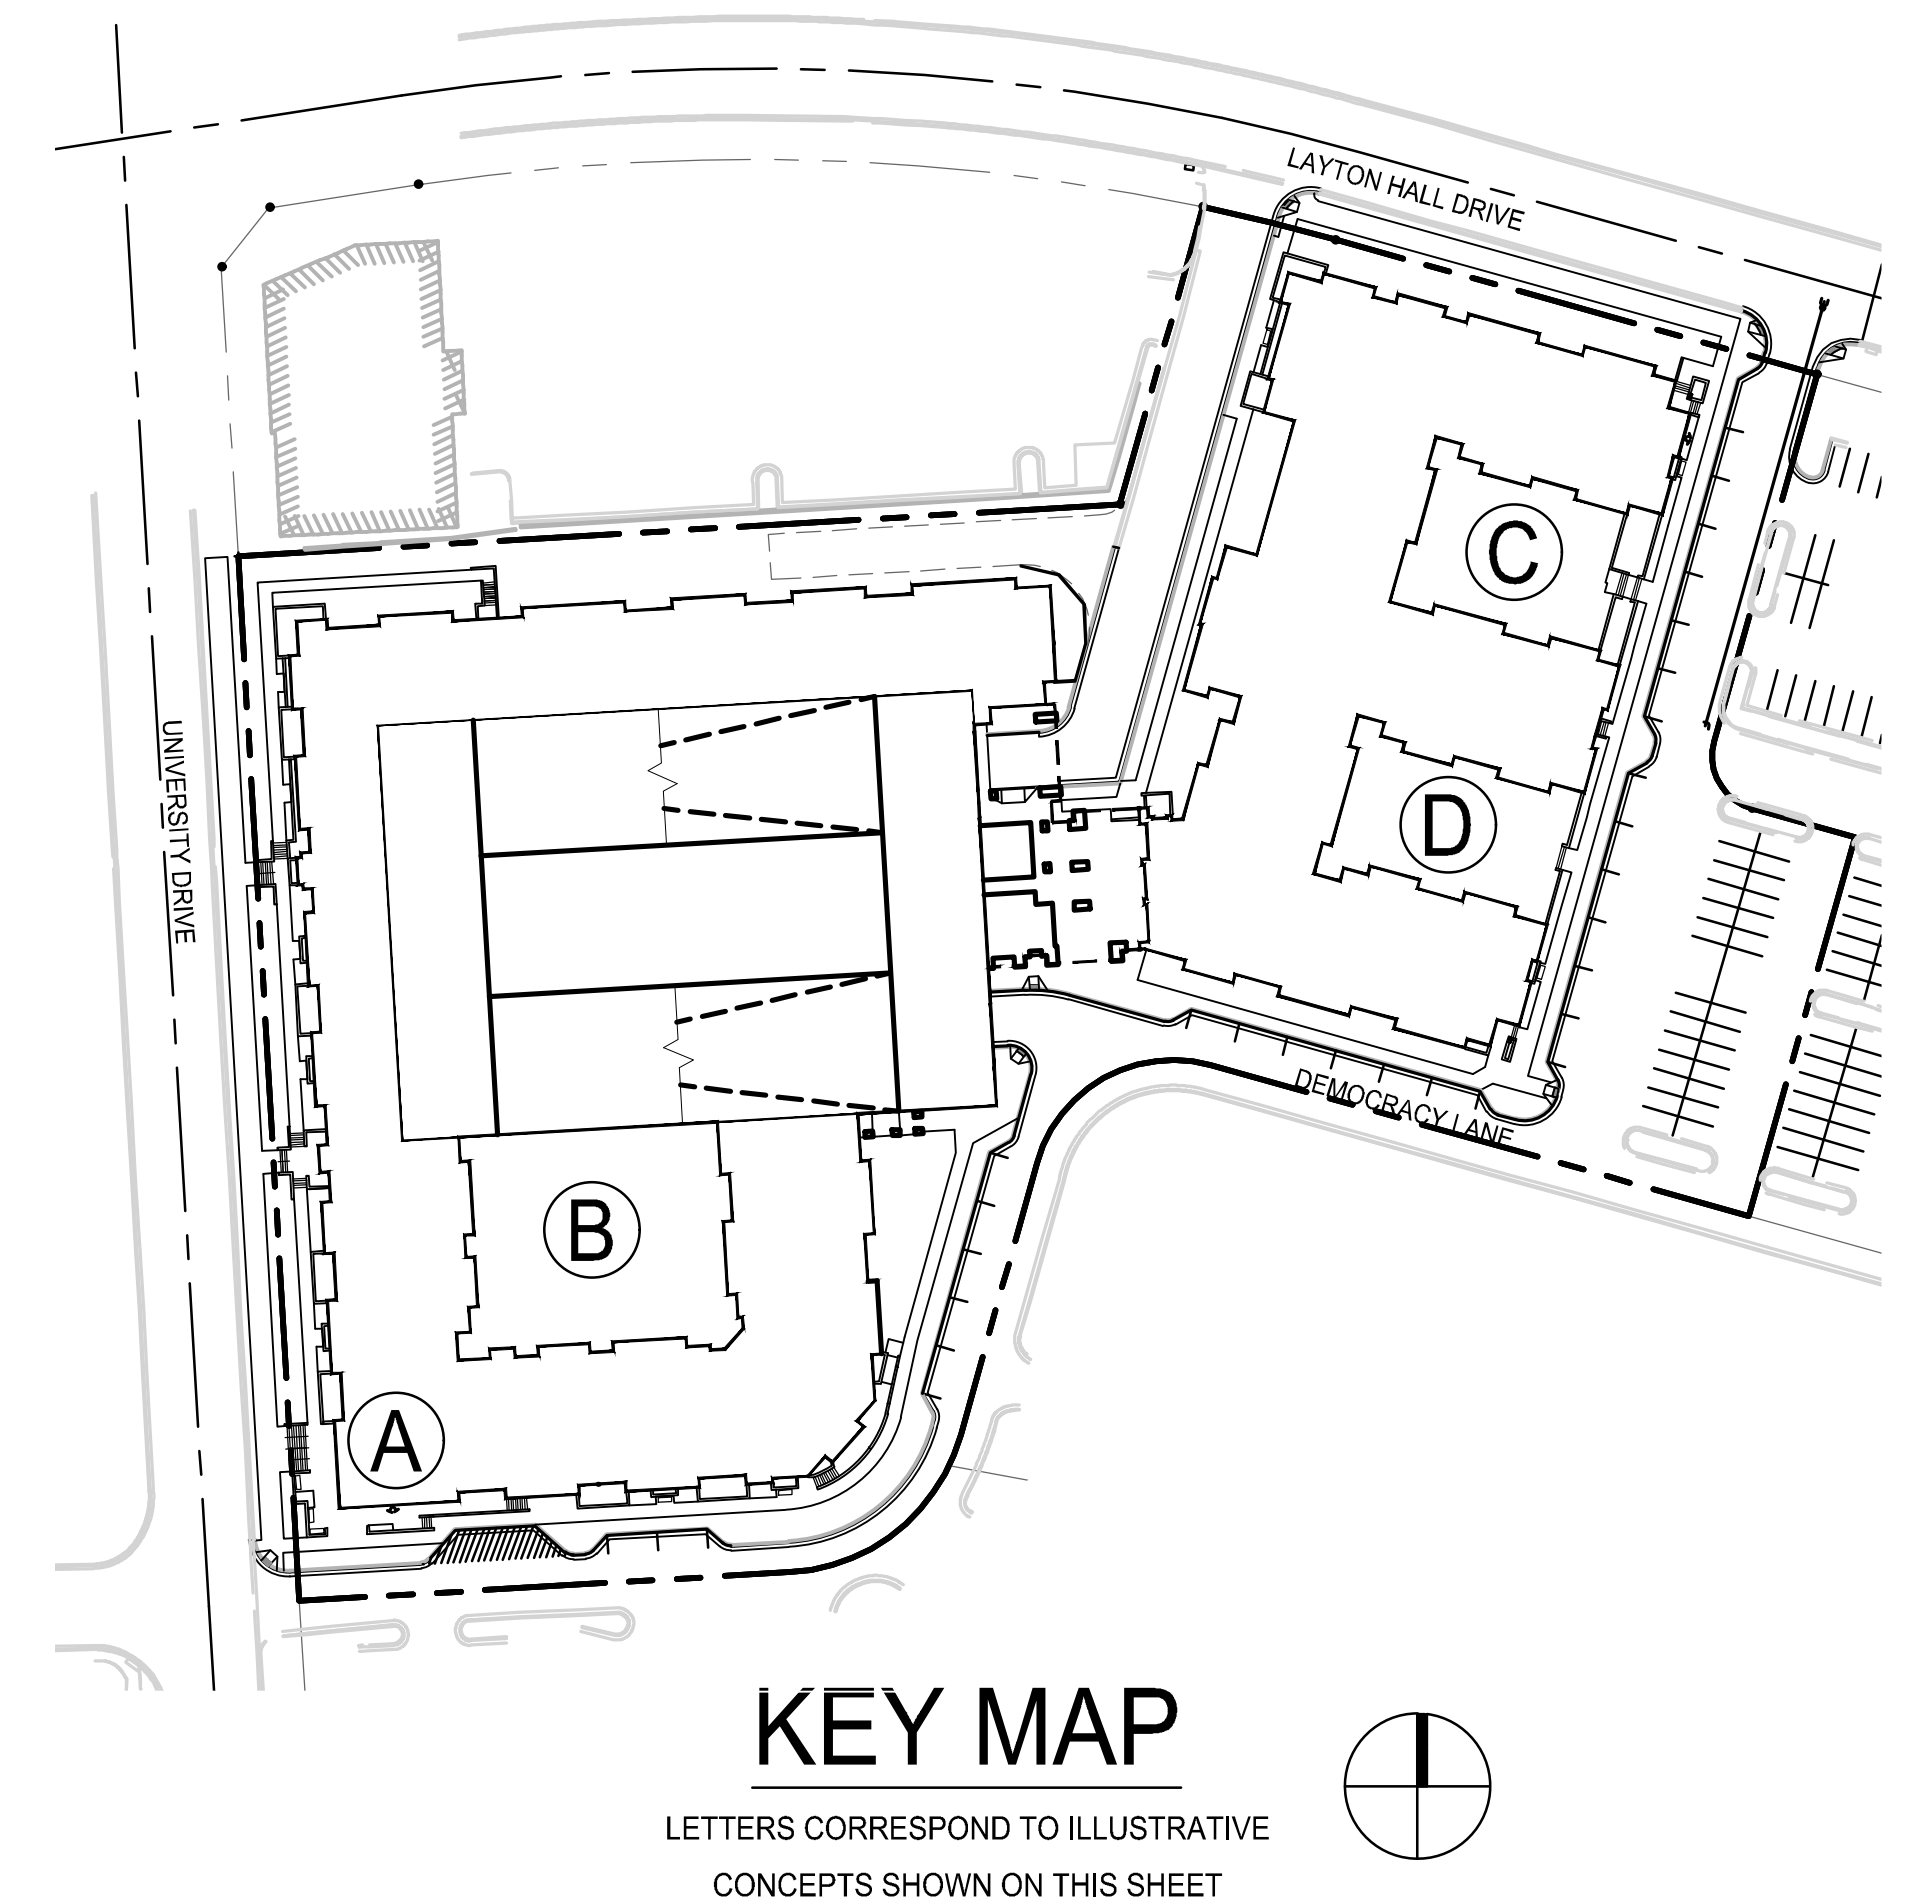 LAYTON HALL DRIVE
C
UNIVERSITY DRIVE
D
DEMOCRACY LANE
B
A
KEY MAP
LETTERS CORRESPOND TO ILLUSTRATIVE
CONCEPTS SHOWN ON THIS SHEET